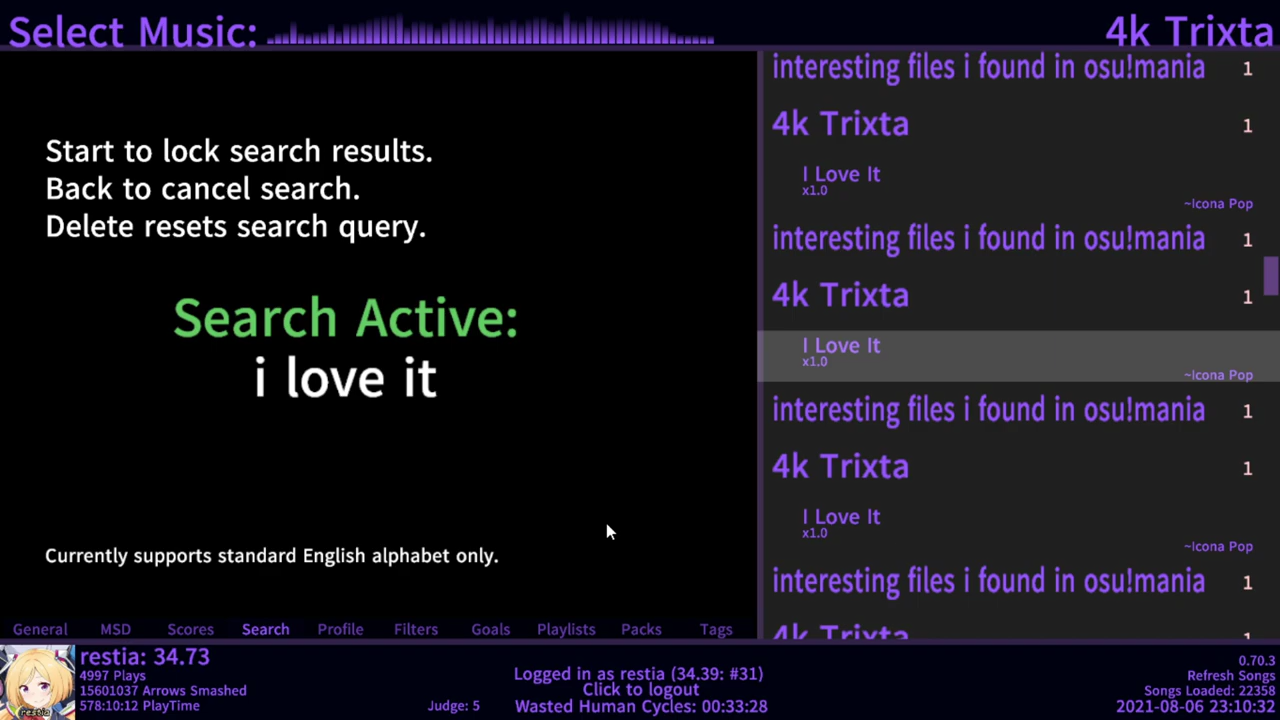 Select Music:
4k Trixta
Start to lock search results.
Back to cancel search.
Delete resets search query.
Search Active:
i love it
Currently supports standard English alphabet only.
General MSD Scores Search Profile Filters Goals Playlists Packs Tags
interesting files i found in osu!mania 1
4k Trixta 1
I Love It
x1.0
~Icona Pop
interesting files i found in osu!mania 1
4k Trixta 1
I Love It
x1.0
~Icona Pop
interesting files i found in osu!mania 1
4k Trixta 1
I Love It
x1.0
~Icona Pop
interesting files i found in osu!mania 1
4k Trixta 1
restia
restia: 34.73
4997 Plays
15601037 Arrows Smashed
578:10:12 PlayTime
Judge: 5
Logged in as restia (34.39: #31)
Click to logout
Wasted Human Cycles: 00:33:28
0.70.3
Refresh Songs
Songs Loaded: 22358
2021-08-06 23:10:32